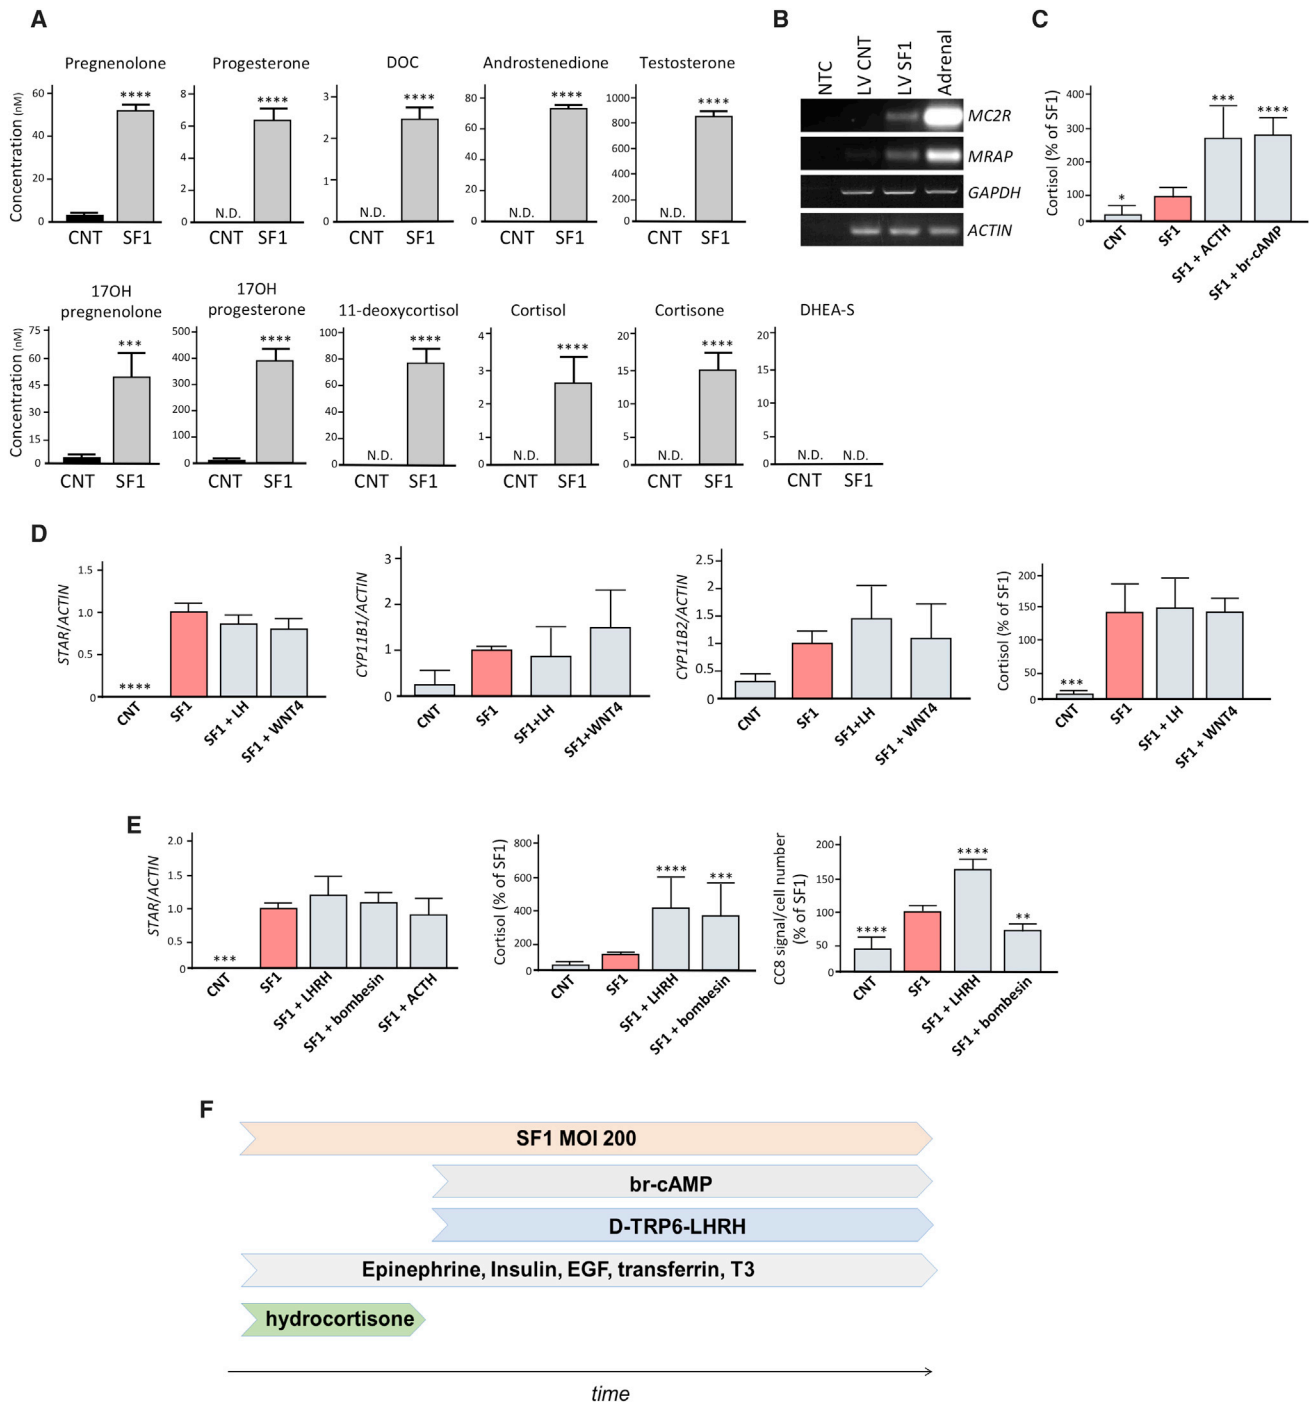 A
Pregnenolone
Progesterone
DOC
Androstenedione
Testosterone
Concentration (nM)
60
40
20
0
****
CNT SF1
8
6
4
2
0
****
N.D.
CNT SF1
3
2
1
0
****
N.D.
CNT SF1
80
60
40
20
0
****
N.D.
CNT SF1
1000
800
600
400
200
0
****
N.D.
CNT SF1
17OH
pregnenolone
17OH
progesterone
11-deoxycortisol
Cortisol
Cortisone
DHEA-S
Concentration (nM)
75
60
45
30
15
0
***
CNT SF1
500
400
300
200
100
0
****
CNT SF1
100
80
60
40
20
0
****
N.D.
CNT SF1
4
3
2
1
0
****
N.D.
CNT SF1
20
15
10
5
0
****
N.D.
CNT SF1
20
15
10
5
0
N.D. N.D.
CNT SF1
B
NTC
LV CNT
LV SF1
Adrenal
MC2R
MRAP
GAPDH
ACTIN
C
Cortisol (% of SF1)
400
300
200
100
0
*
***
****
CNT
SF1
SF1 + ACTH
SF1 + br-cAMP
D
STAR/ACTIN
1.5
1.0
0.5
0
****
CNT
SF1
SF1 + LH
SF1 + WNT4
CYP11B1/ACTIN
3
2
1
0
CNT
SF1
SF1+LH
SF1+WNT4
CYP11B2/ACTIN
2.5
2
1.5
1
0.5
0
CNT
SF1
SF1+LH
SF1 + WNT4
Cortisol (% of SF1)
200
150
100
50
0
***
CNT
SF1
SF1 + LH
SF1 + WNT4
E
STAR/ACTIN
2.0
1.5
1.0
0.5
0
***
CNT
SF1
SF1 + LHRH
SF1 + bombesin
SF1 + ACTH
Cortisol (% of SF1)
800
600
400
200
0
****
***
CNT
SF1
SF1 + LHRH
SF1 + bombesin
CC8 signal/cell number
(% of SF1)
200
150
100
50
0
****
****
**
CNT
SF1
SF1 + LHRH
SF1 + bombesin
F
SF1 MOI 200
br-cAMP
D-TRP6-LHRH
Epinephrine, Insulin, EGF, transferrin, T3
hydrocortisone
time